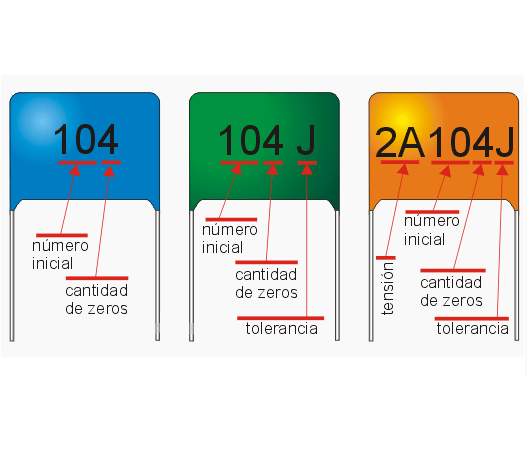 104
número
inicial
cantidad
de zeros
104 J
número
inicial
cantidad
de zeros
tolerancia
2A104J
número
inicial
tensión
cantidad
de zeros
tolerancia